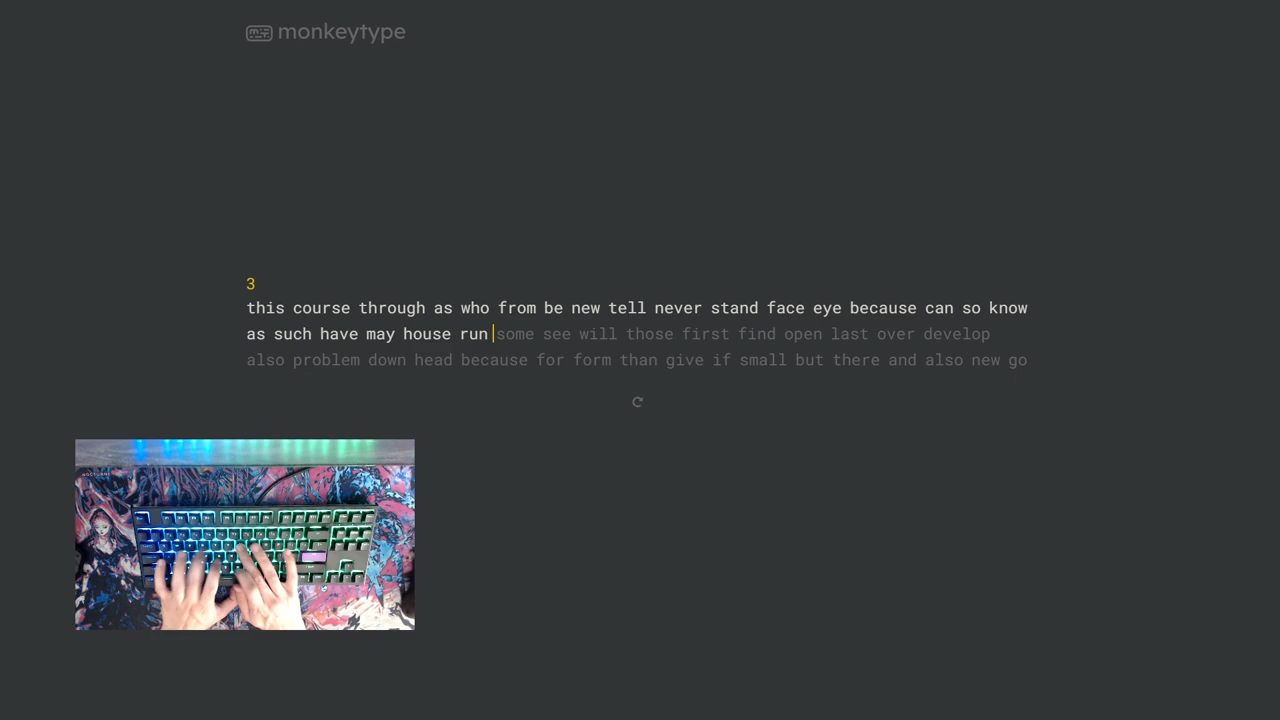 monkeytype
3
this course through as who from be new tell never stand face eye because can so know
as such have may house run some see will those first find open last over develop
also problem down head because for form than give if small but there and also new go